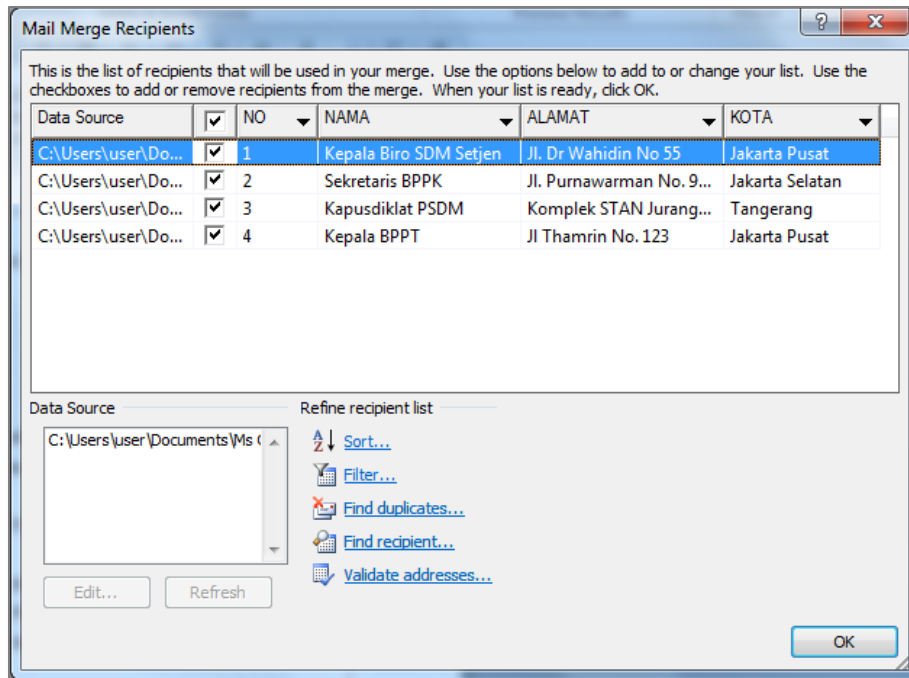 Mail Merge Recipients
This is the list of recipients that will be used in your merge. Use the options below to add to or change your list. Use the
checkboxes to add or remove recipients from the merge. When your list is ready, click OK.
Data Source NO NAMA ALAMAT KOTA
C:\Users\user\Do... 1 Kepala Biro SDM Setjen Jl. Dr Wahidin No 55 Jakarta Pusat
C:\Users\user\Do... 2 Sekretaris BPPK Jl. Purnawarman No. 9... Jakarta Selatan
C:\Users\user\Do... 3 Kapusdiklat PSDM Komplek STAN Jurang... Tangerang
C:\Users\user\Do... 4 Kepala BPPT Jl Thamrin No. 123 Jakarta Pusat
Data Source
C:\Users\user\Documents\Ms
Edit...
Refresh
Refine recipient list
Sort...
Filter...
Find duplicates...
Find recipient...
Validate addresses...
OK